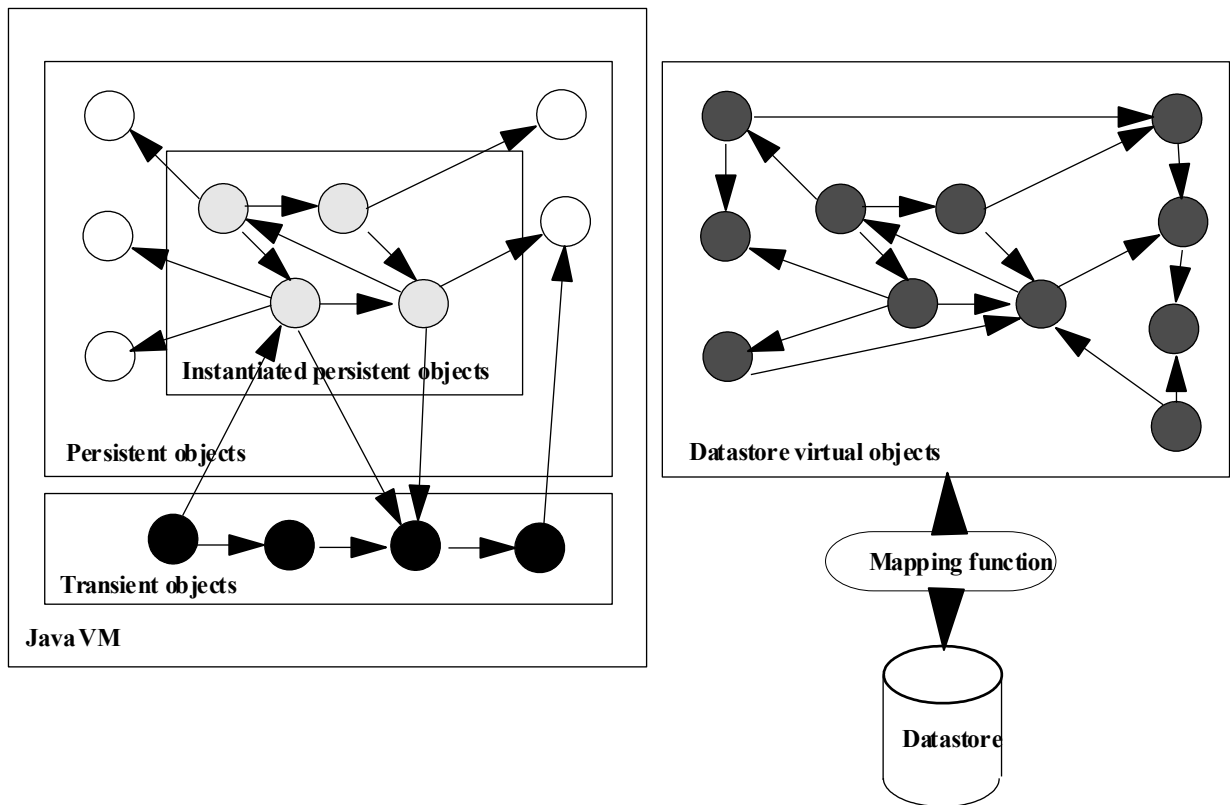 Instantiated persistent objects
Persistent objects
Transient objects
Java VM
Datastore virtual objects
Mapping function
Datastore